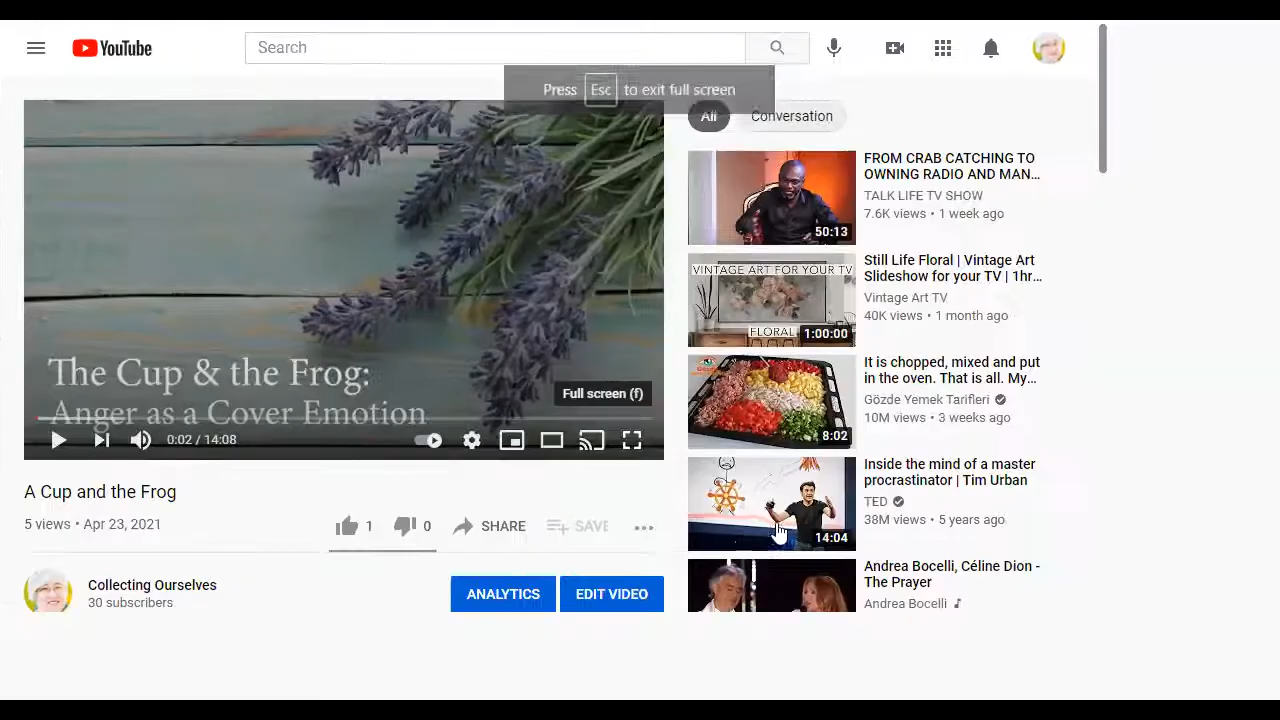 YouTube
Search
Press Esc to exit full screen
All
Conversation
The Cup & the Frog:
Anger as a Cover Emotion
Full screen (f)
0:02 / 14:08
A Cup and the Frog
5 views • Apr 23, 2021
1
0
SHARE
SAVE
Collecting Ourselves
30 subscribers
ANALYTICS
EDIT VIDEO
50:13
FROM CRAB CATCHING TO
OWNING RADIO AND MAN...
TALK LIFE TV SHOW
7.6K views • 1 week ago
VINTAGE ART FOR YOUR TV
FLORAL
1:00:00
Still Life Floral | Vintage Art
Slideshow for your TV | 1hr...
Vintage Art TV
40K views • 1 month ago
8:02
It is chopped, mixed and put
in the oven. That is all. My...
Gözde Yemek Tarifleri
10M views • 3 weeks ago
14:04
Inside the mind of a master
procrastinator | Tim Urban
TED
38M views • 5 years ago
Andrea Bocelli, Céline Dion -
The Prayer
Andrea Bocelli